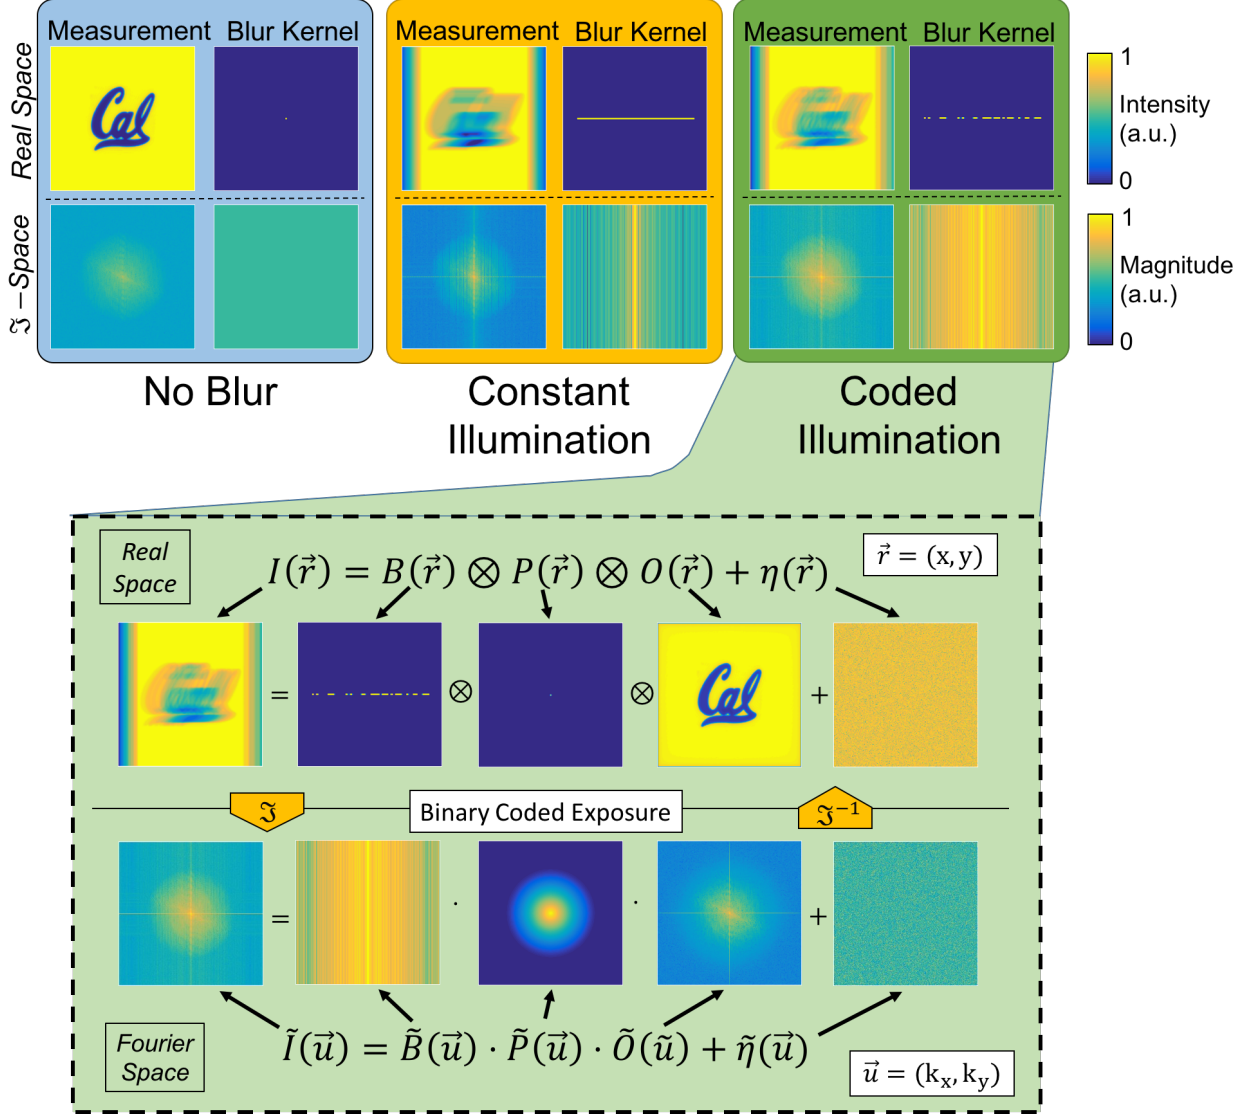 Measurement Blur Kernel
Measurement Blur Kernel
Measurement Blur Kernel
Real Space
Cal
1
Intensity
(a.u.)
0
ℑ − Space
1
Magnitude
(a.u.)
0
No Blur
Constant
Illumination
Coded
Illumination
Real
Space
I(r⃗) = B(r⃗) ⊗ P(r⃗) ⊗ O(r⃗) + η(r⃗)
r⃗ = (x, y)
= ⊗ ⊗ Cal +
ℑ
Binary Coded Exposure
ℑ⁻¹
= · · +
Fourier
Space
Ĩ(u⃗) = B̃(u⃗) · P̃(u⃗) · Õ(ũ) + η̃(u⃗)
u⃗ = (kₓ, k_y)